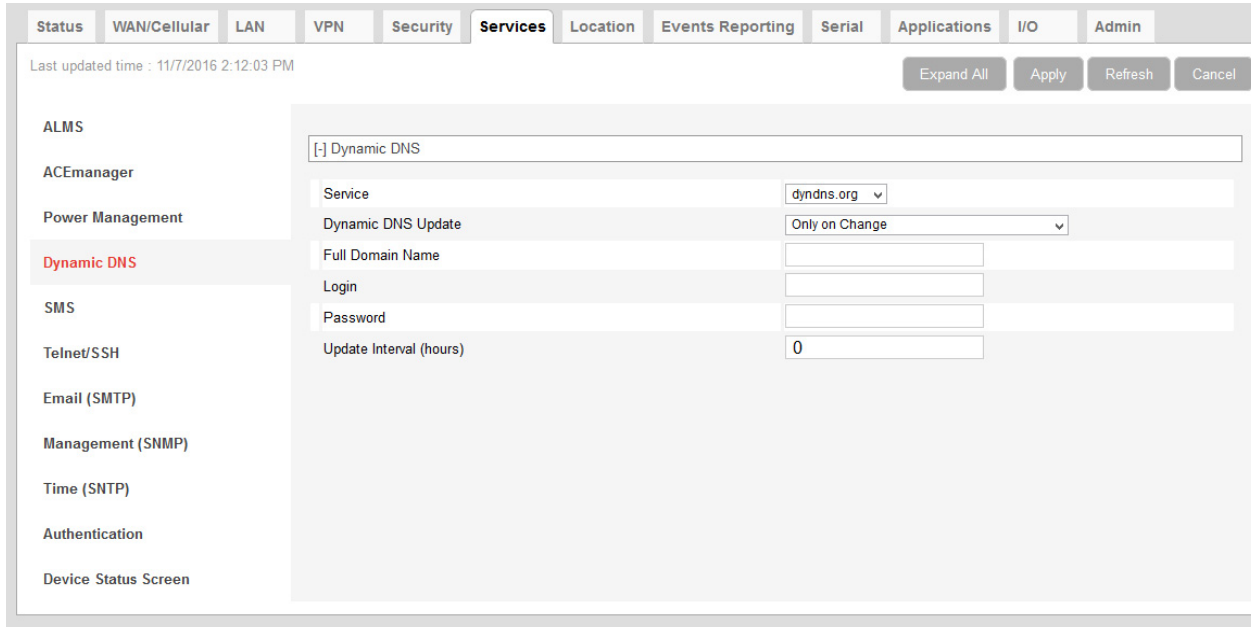 Status WAN/Cellular LAN VPN Security Services Location Events Reporting Serial Applications I/O Admin
Last updated time : 11/7/2016 2:12:03 PM
Expand All Apply Refresh Cancel
ALMS
ACEmanager
Power Management
Dynamic DNS
SMS
Telnet/SSH
Email (SMTP)
Management (SNMP)
Time (SNTP)
Authentication
Device Status Screen
[-] Dynamic DNS
Service dyndns.org
Dynamic DNS Update Only on Change
Full Domain Name
Login
Password
Update Interval (hours) 0